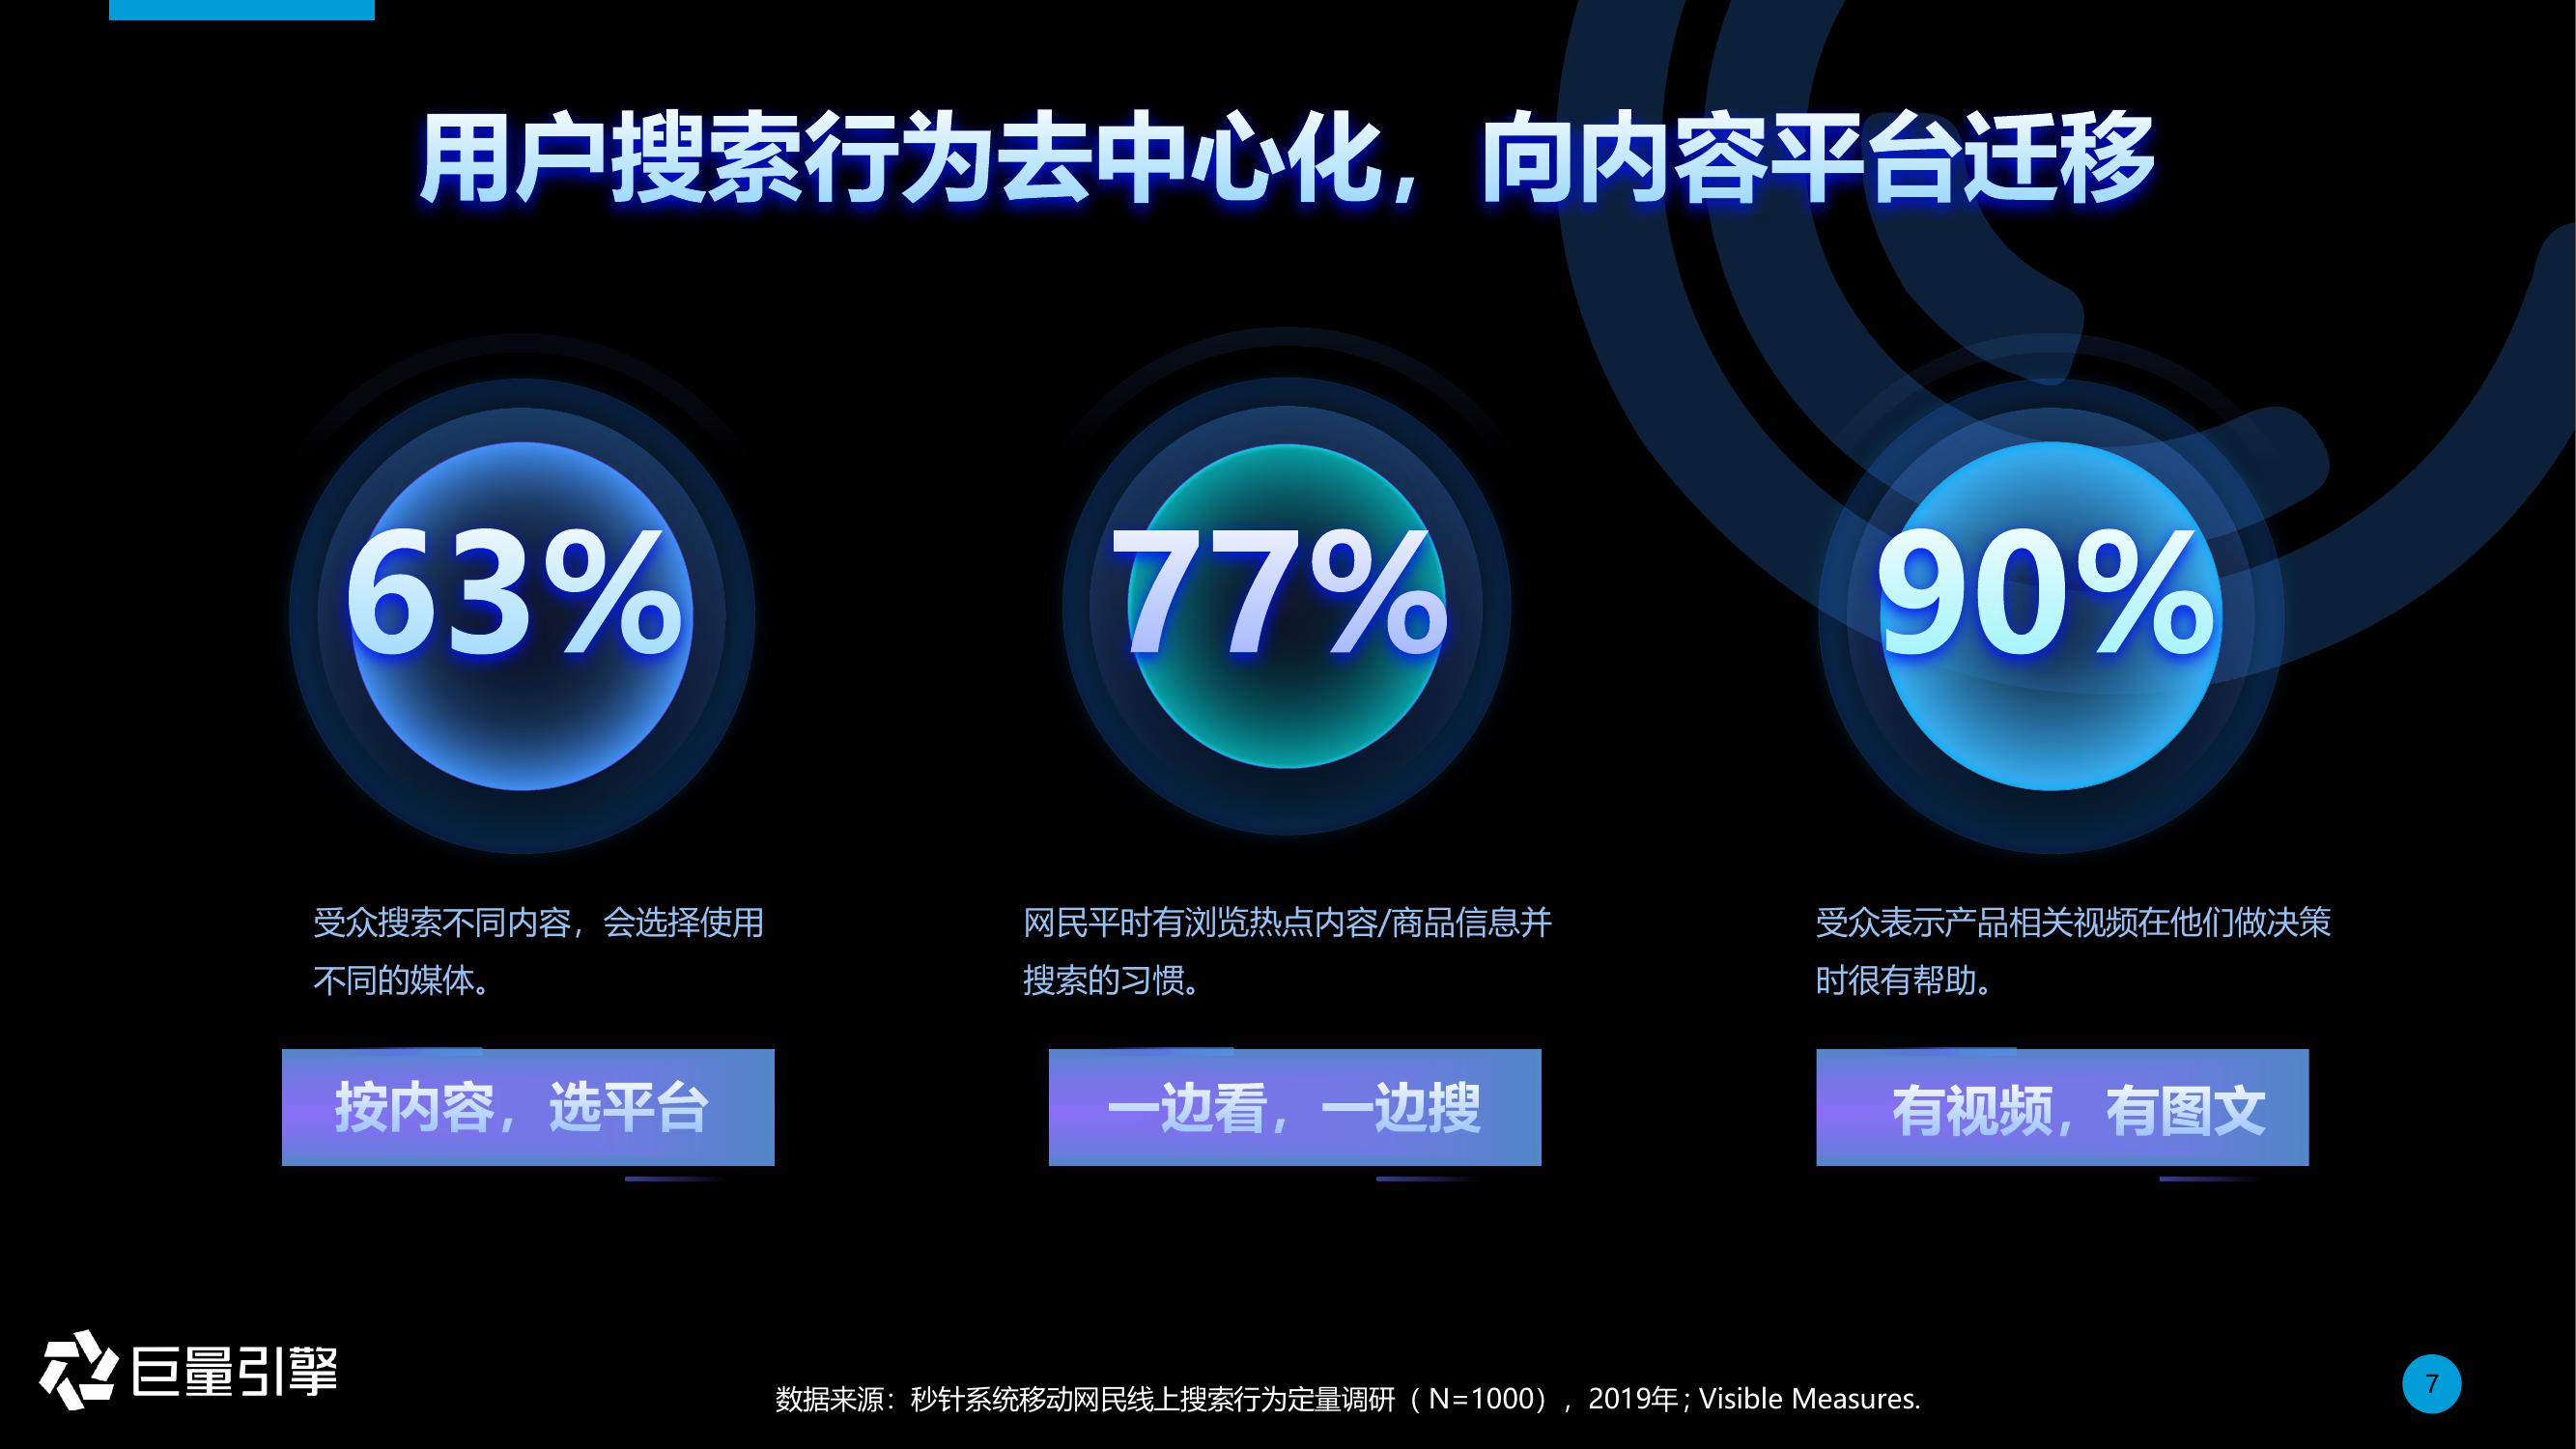 用户搜索行为去中心化，向内容平台迁移
63%
77%
90%
受众搜索不同内容，会选择使用
不同的媒体。
网民平时有浏览热点内容/商品信息并
搜索的习惯。
受众表示产品相关视频在他们做决策
时很有帮助。
按内容，选平台
一边看，一边搜
有视频，有图文
巨量引擎
数据来源：秒针系统移动网民线上搜索行为定量调研（ N=1000），2019年；Visible Measures.
7